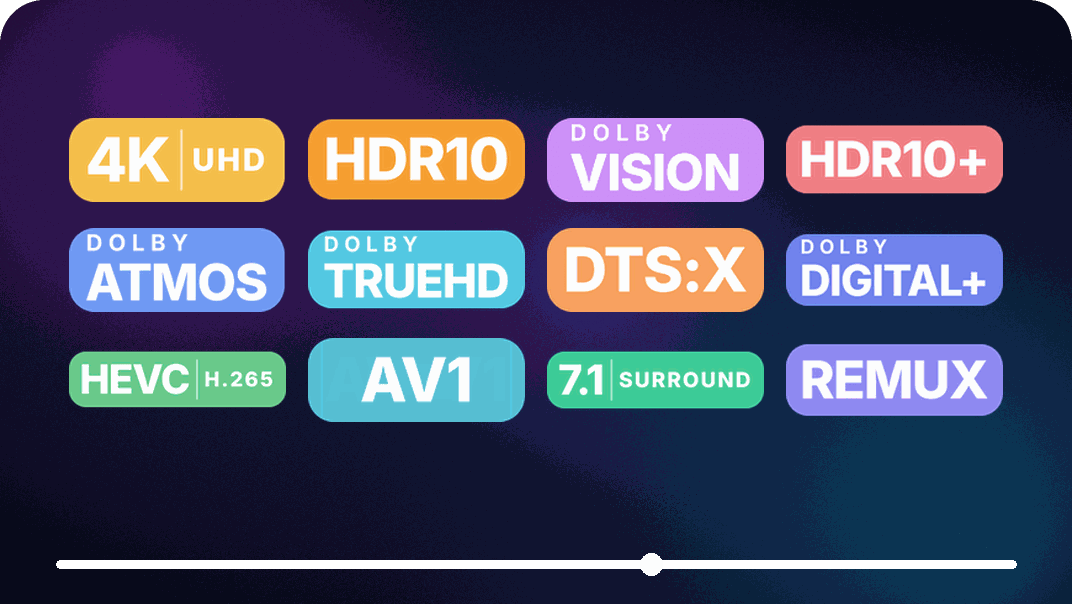 4K UHD
HDR10
DOLBY
VISION
HDR10+
DOLBY
ATMOS
DOLBY
TRUEHD
DTS:X
DOLBY
DIGITAL+
HEVC H.265
AV1
7.1 SURROUND
REMUX